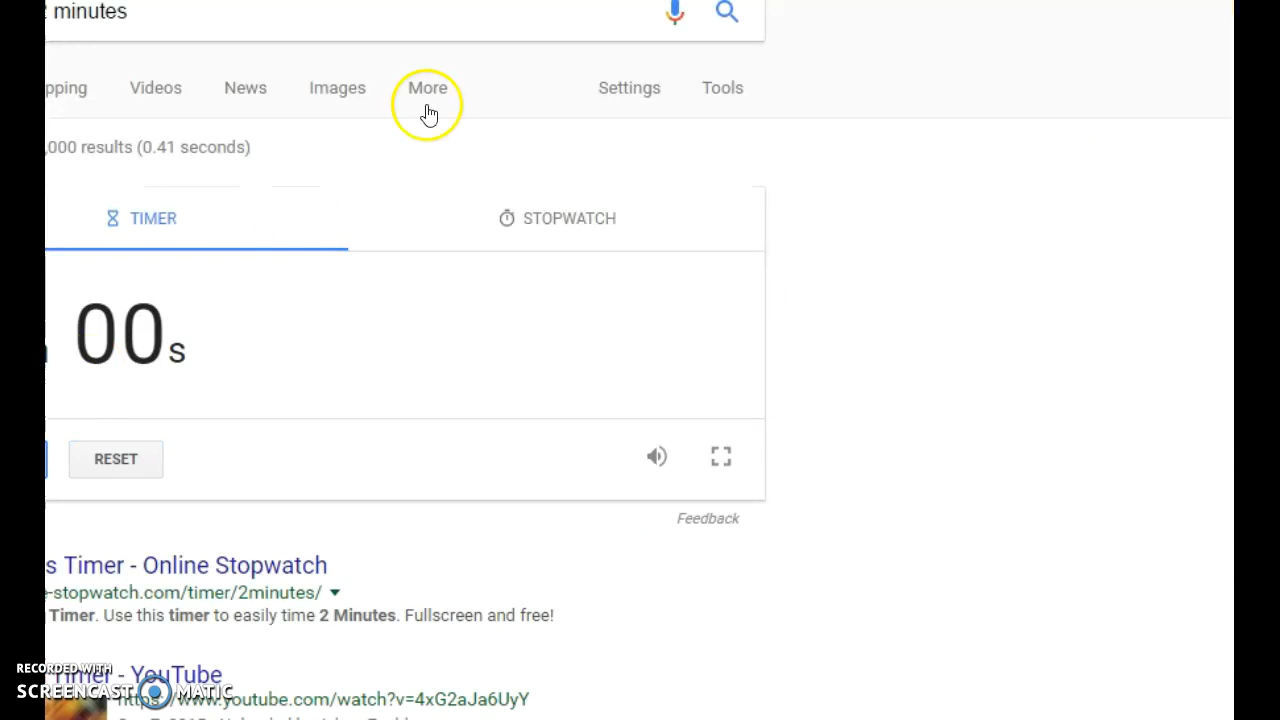 2 minutes
pping Videos News Images More Settings Tools
,000 results (0.41 seconds)
TIMER STOPWATCH
00s
RESET
Feedback
s Timer - Online Stopwatch
e-stopwatch.com/timer/2minutes/
Timer. Use this timer to easily time 2 Minutes. Fullscreen and free!
Timer - YouTube
https://www.youtube.com/watch?v=4xG2aJa6UyY
RECORDED WITH
SCREENCAST MATIC